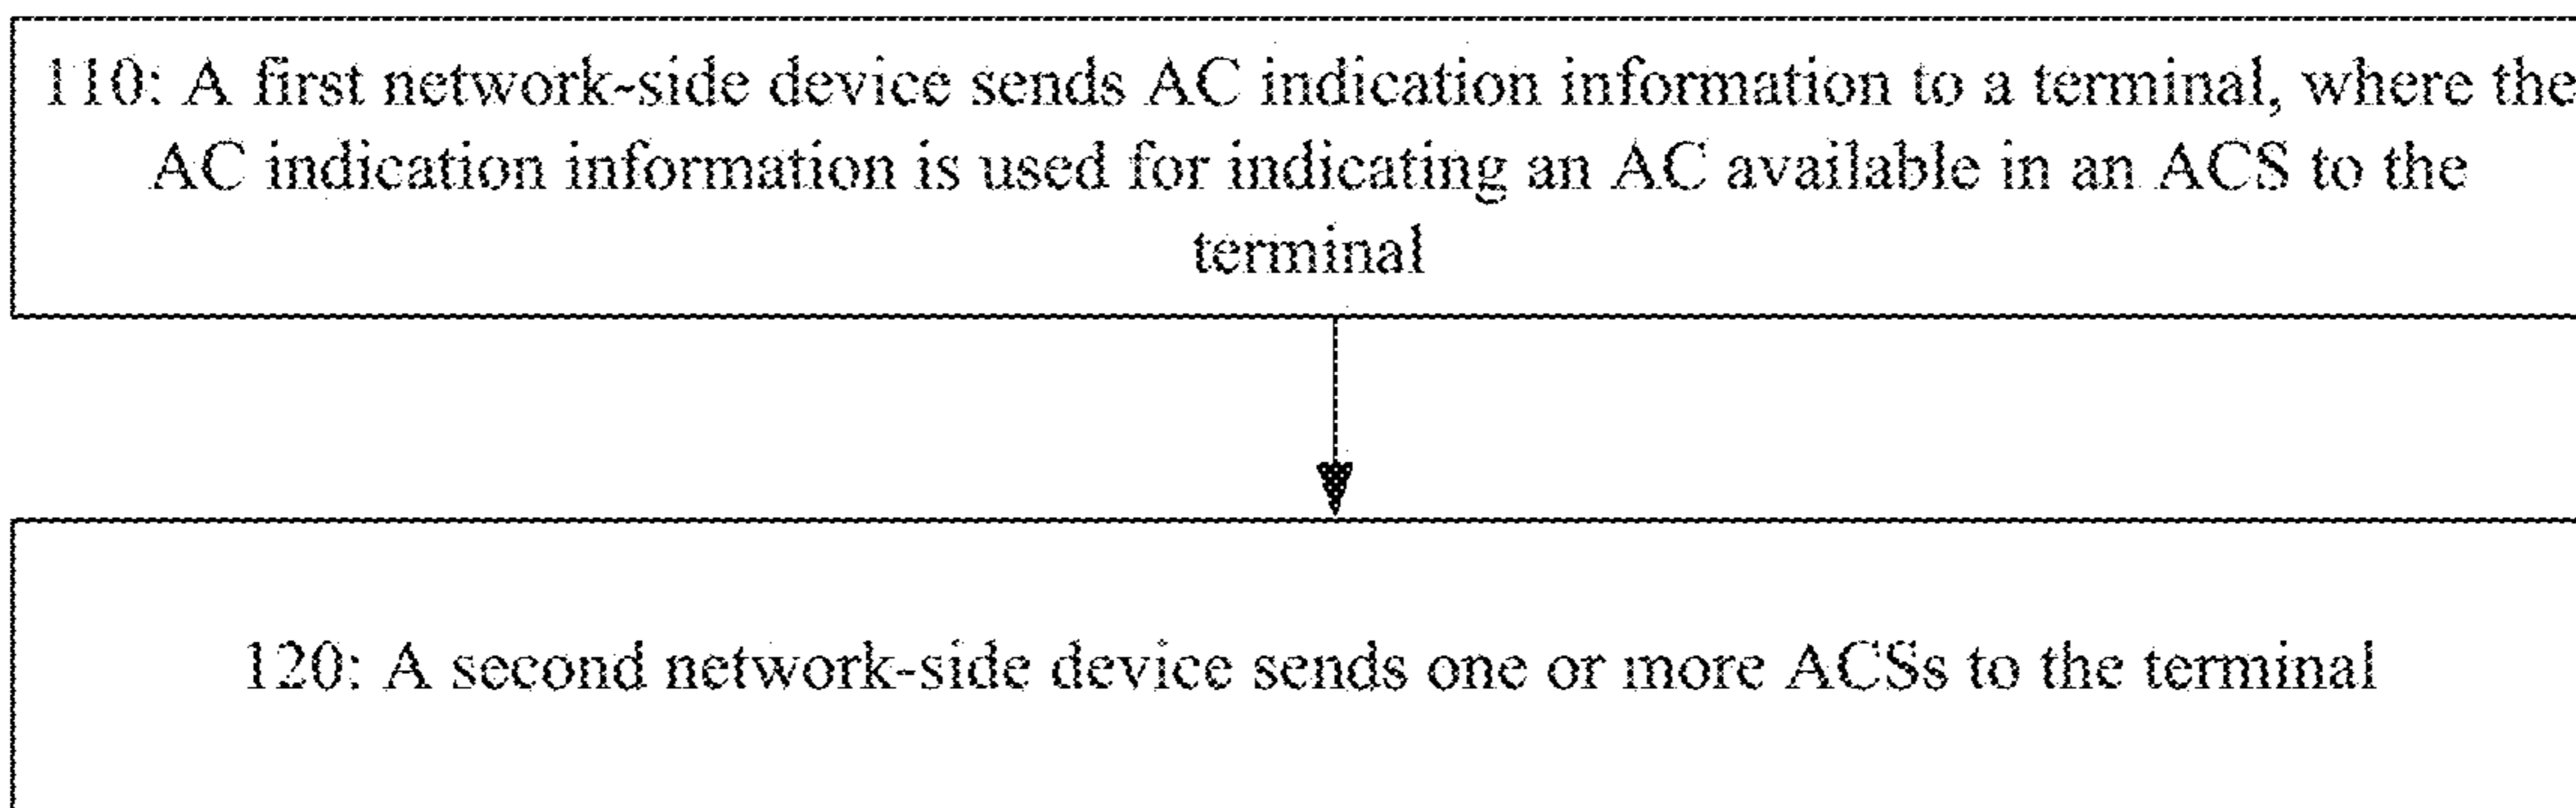 110: A first network-side device sends AC indication information to a terminal, where the
AC indication information is used for indicating an AC available in an ACS to the
terminal
120: A second network-side device sends one or more ACSs to the terminal